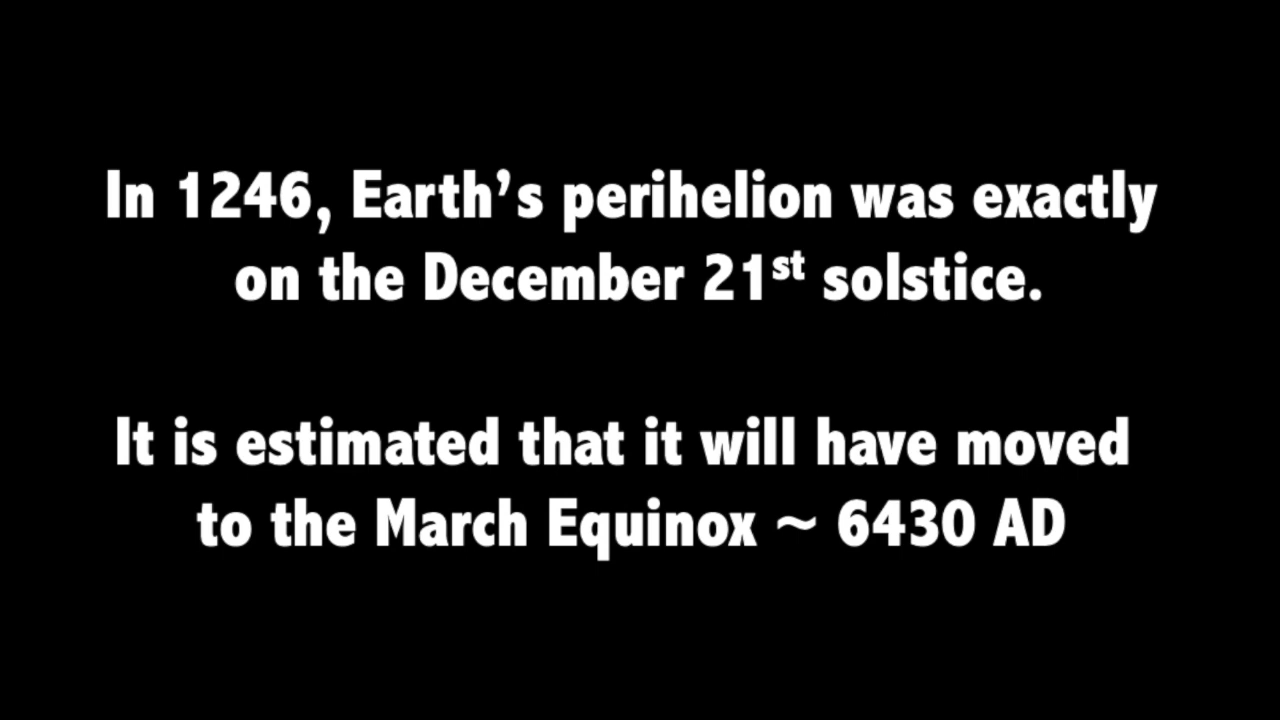 In 1246, Earth’s perihelion was exactly
on the December 21st solstice.
It is estimated that it will have moved
to the March Equinox ~ 6430 AD